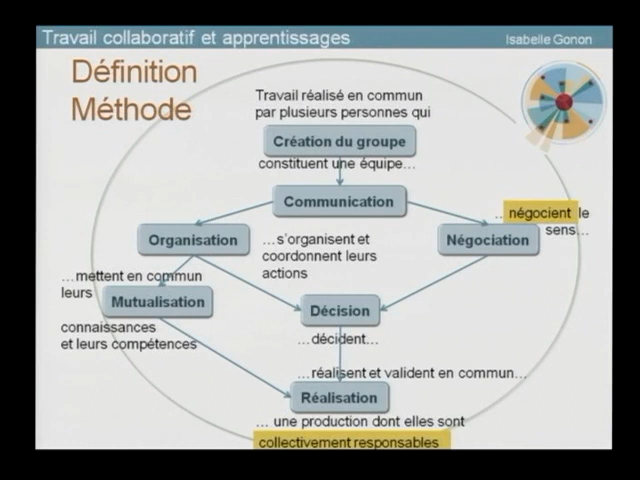 Travail collaboratif et apprentissages
Isabelle Gonon
Définition
Méthode
Travail réalisé en commun
par plusieurs personnes qui
Création du groupe
constituent une équipe...
Communication
...négocient le
sens...
Organisation
...s'organisent et
coordonnent leurs
actions
Négociation
...mettent en commun
leurs
Mutualisation
connaissances
et leurs compétences
Décision
...décident...
...réalisent et valident en commun...
Réalisation
... une production dont elles sont
collectivement responsables